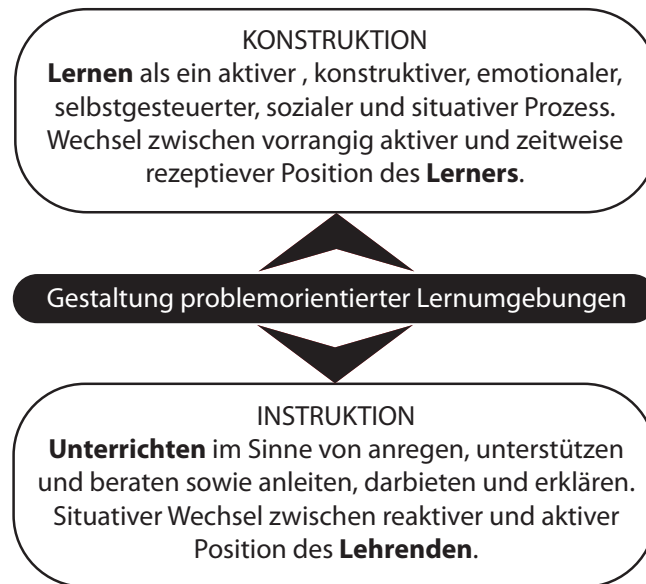 KONSTRUKTION
Lernen als ein aktiver , konstruktiver, emotionaler,
selbstgesteuerter, sozialer und situativer Prozess.
Wechsel zwischen vorrangig aktiver und zeitweise
rezeptiever Position des Lerners.
Gestaltung problemorientierter Lernumgebungen
INSTRUKTION
Unterrichten im Sinne von anregen, unterstützen
und beraten sowie anleiten, darbieten und erklären.
Situativer Wechsel zwischen reaktiver und aktiver
Position des Lehrenden.